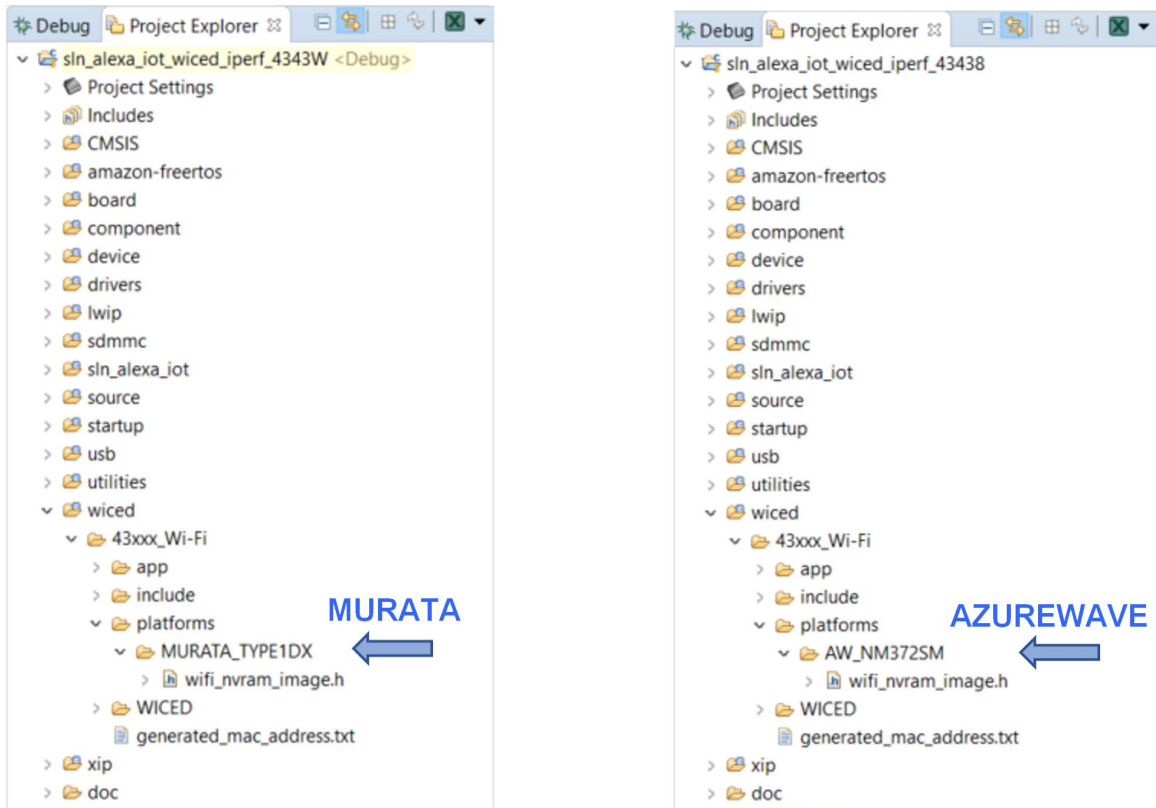 Debug Project Explorer
sln_alexa_iot_wiced_iperf_4343W <Debug>
Project Settings
Includes
CMSIS
amazon-freertos
board
component
device
drivers
lwip
sdmmc
sln_alexa_iot
source
startup
usb
utilities
wiced
43xxx_Wi-Fi
app
include
platforms
MURATA
MURATA_TYPE1DX
wifi_nvram_image.h
WICED
generated_mac_address.txt
xip
doc
Debug Project Explorer
sln_alexa_iot_wiced_iperf_43438
Project Settings
Includes
CMSIS
amazon-freertos
board
component
device
drivers
lwip
sdmmc
sln_alexa_iot
source
startup
usb
utilities
wiced
43xxx_Wi-Fi
app
include
platforms
AZUREWAVE
AW_NM372SM
wifi_nvram_image.h
WICED
generated_mac_address.txt
xip
doc